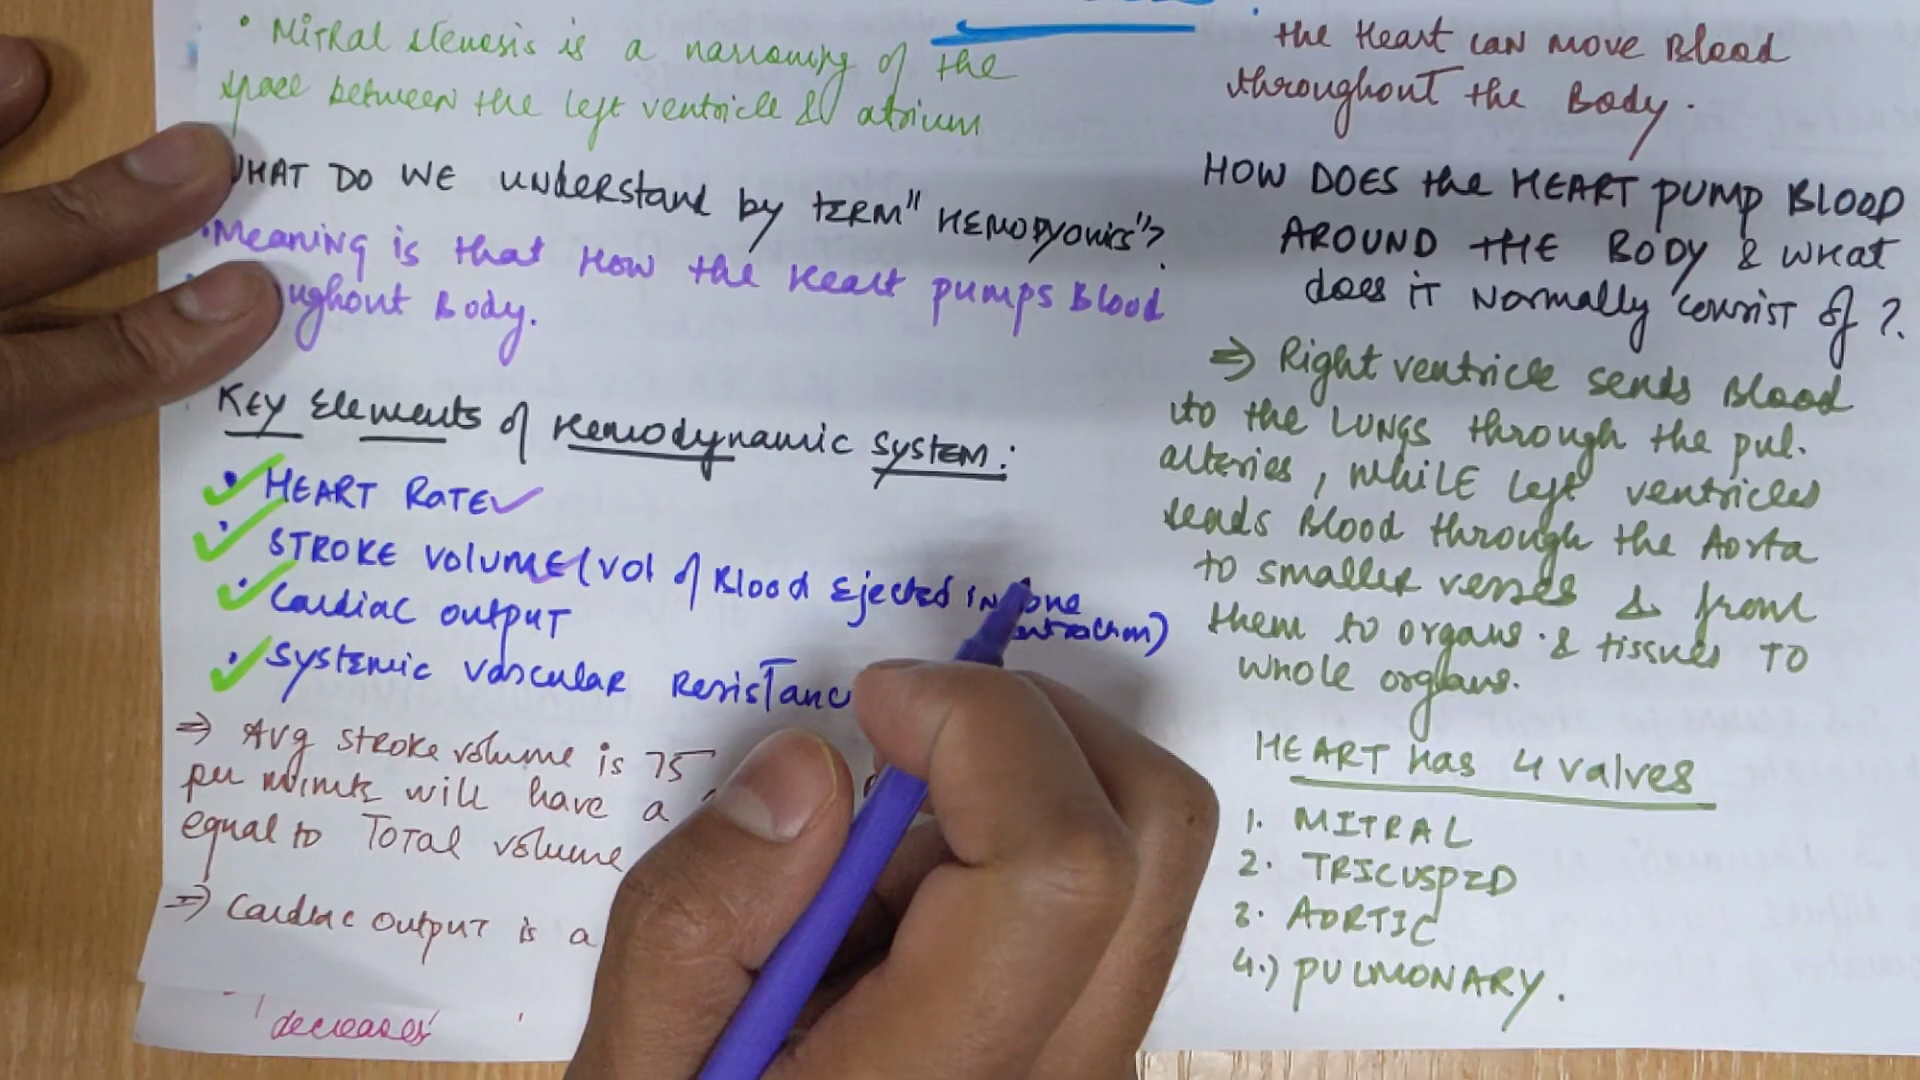 • Mitral stenosis is a narrowing of the
space between the left ventricle & atrium
WHAT DO WE understand by term "HEMODyomics"?
• Meaning is that How the Heart pumps Blood
ughout Body.
Key Elements of Hemodynamic System:
• HEART RATE
• STROKE Volume (vol of Blood Ejected in one
ntraction)
• Cardiac output
• Systemic vascular Resistanc
⇒ Avg stroke volume is 75
per minute will have a
equal to Total volume
⇒ Cardiac output is a
decreases
the Heart can move Blood
throughout the Body.
HOW DOES the HEART pump BLOOD
AROUND the BODY & what
does it Normally consist of?
⇒ Right ventricle sends Blood
to the LUNGS through the pul.
arteries, while left ventricles
sends Blood through the Aorta
to smaller vesses & from
them to organs & tissues to
whole organs.
HEART has 4 valves
1. MITRAL
2. TRICUSPID
3. AORTIC
4.) PULMONARY.